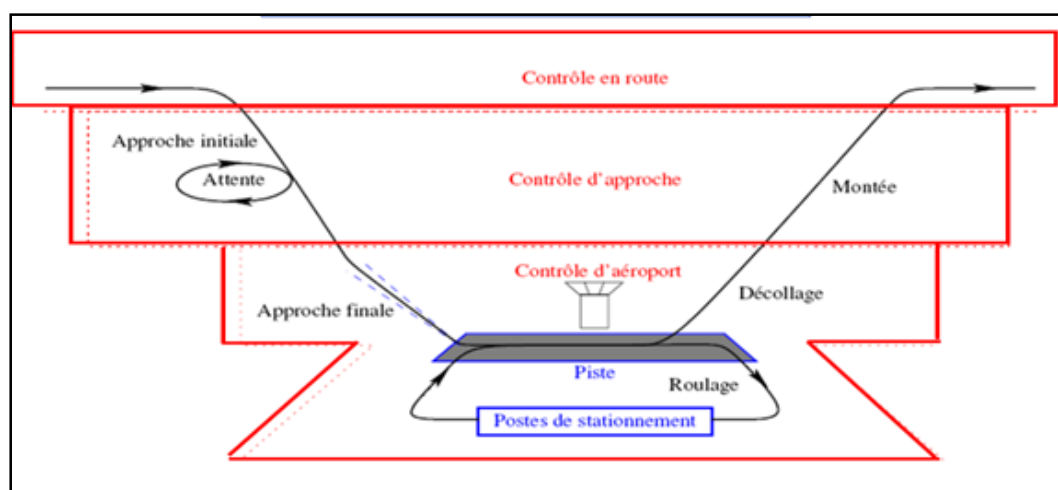 Contrôle en route
Approche initiale
Attente
Contrôle d'approche
Montée
Contrôle d'aéroport
Approche finale
Décollage
Piste
Roulage
Postes de stationnement